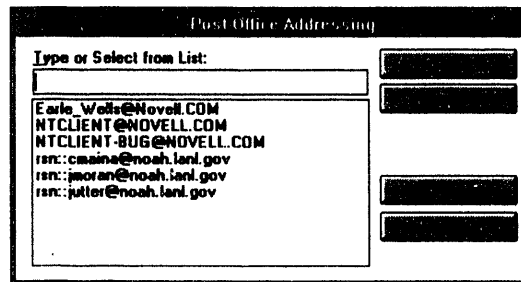 Post Office Addressing
Type or Select from List:
Earle_Wells@Novell.COM
NTCLIENT@NOVELL.COM
NTCLIENT-BUG@NOVELL.COM
rsn::cmaina@noah.lanl.gov
rsn::jmoran@noah.lanl.gov
rsn::jutter@noah.lanl.gov